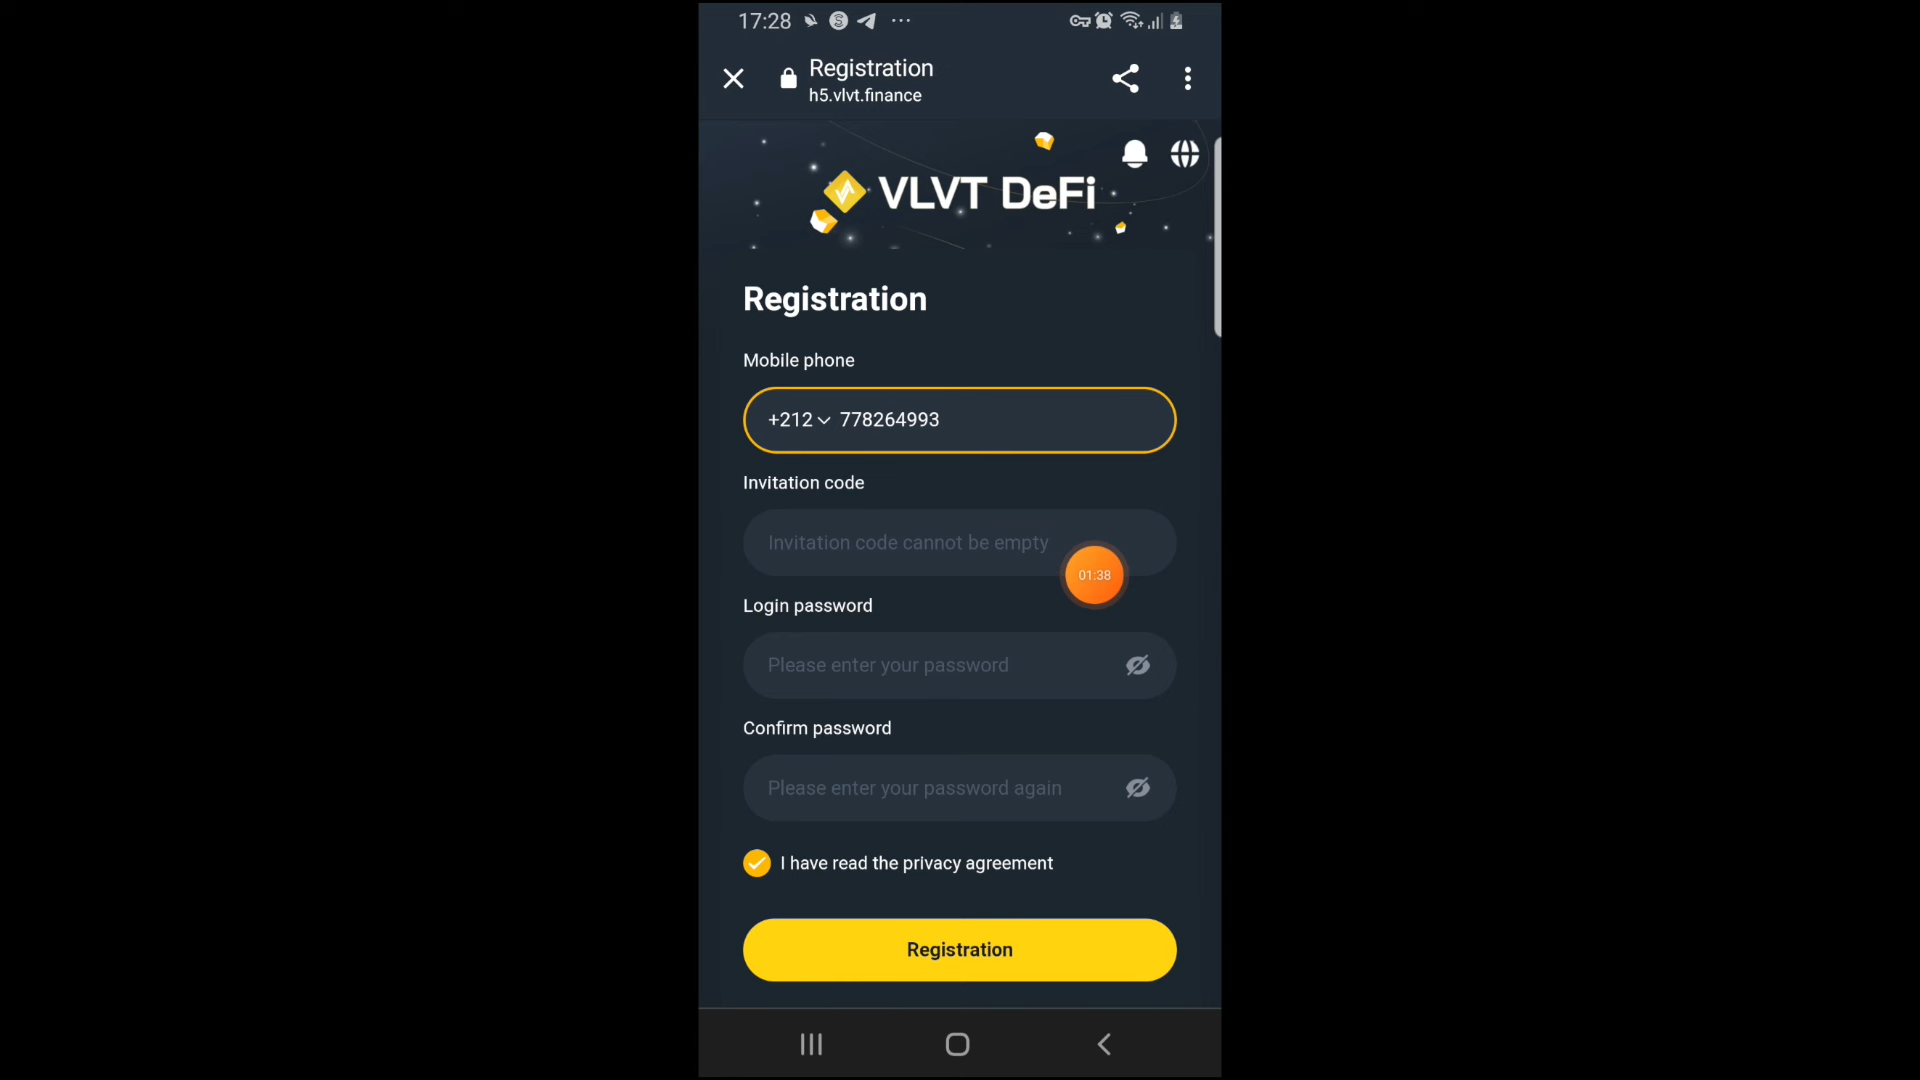 17:28
Registration
h5.vlvt.finance
VLVT DeFi
Registration
Mobile phone
+212 778264993
Invitation code
Invitation code cannot be empty
01:38
Login password
Please enter your password
Confirm password
Please enter your password again
I have read the privacy agreement
Registration